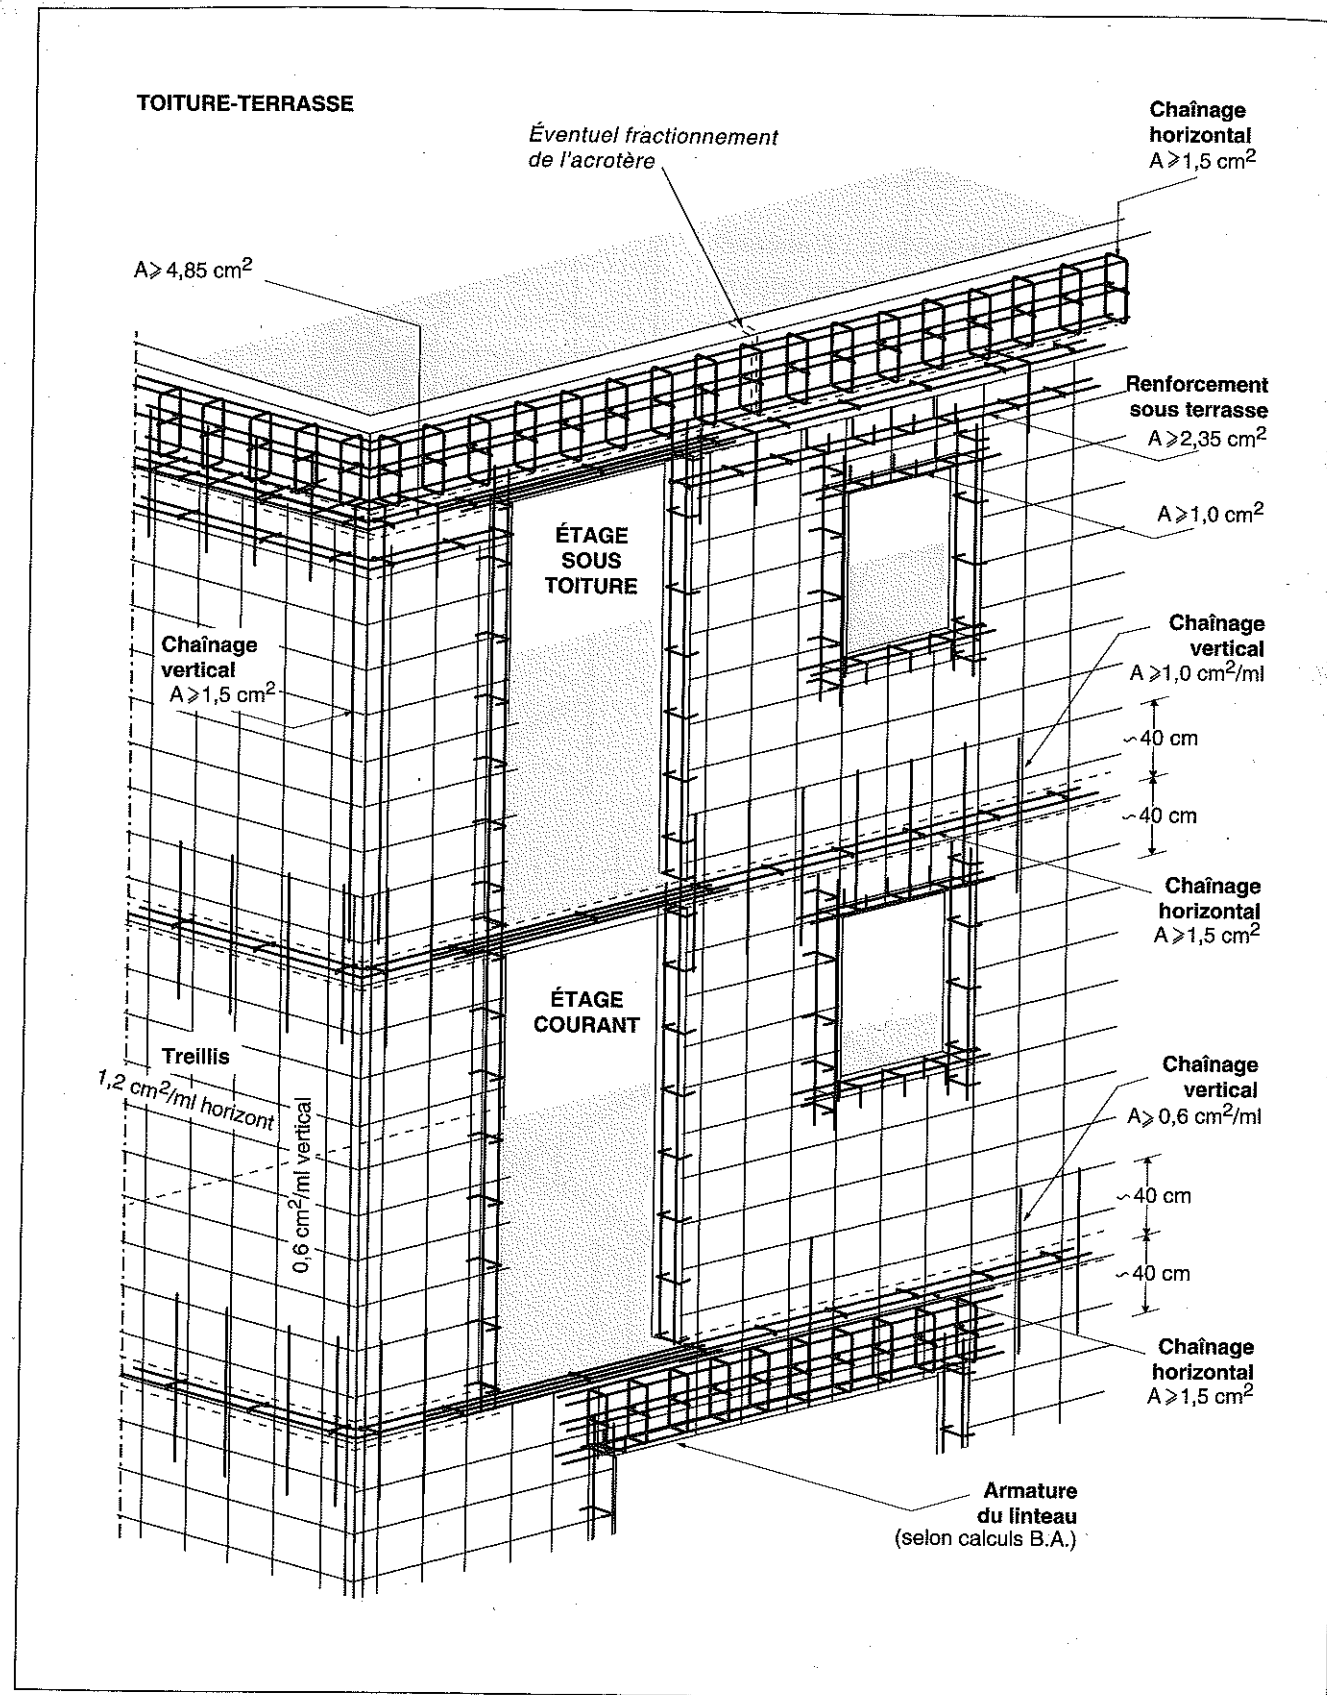 TOITURE-TERRASSE
Éventuel fractionnement
de l'acrotère
Chaînage
horizontal
A⩾1,5 cm²
A⩾4,85 cm²
Renforcement
sous terrasse
A⩾2,35 cm²
A⩾1,0 cm²
ÉTAGE
SOUS
TOITURE
Chaînage
vertical
A⩾1,5 cm²
Chaînage
vertical
A⩾1,0 cm²/ml
~40 cm
~40 cm
Chaînage
horizontal
A⩾1,5 cm²
ÉTAGE
COURANT
Treillis
1,2 cm²/ml horizont
0,6 cm²/ml vertical
Chaînage
vertical
A⩾0,6 cm²/ml
~40 cm
~40 cm
Chaînage
horizontal
A⩾1,5 cm²
Armature
du linteau
(selon calculs B.A.)